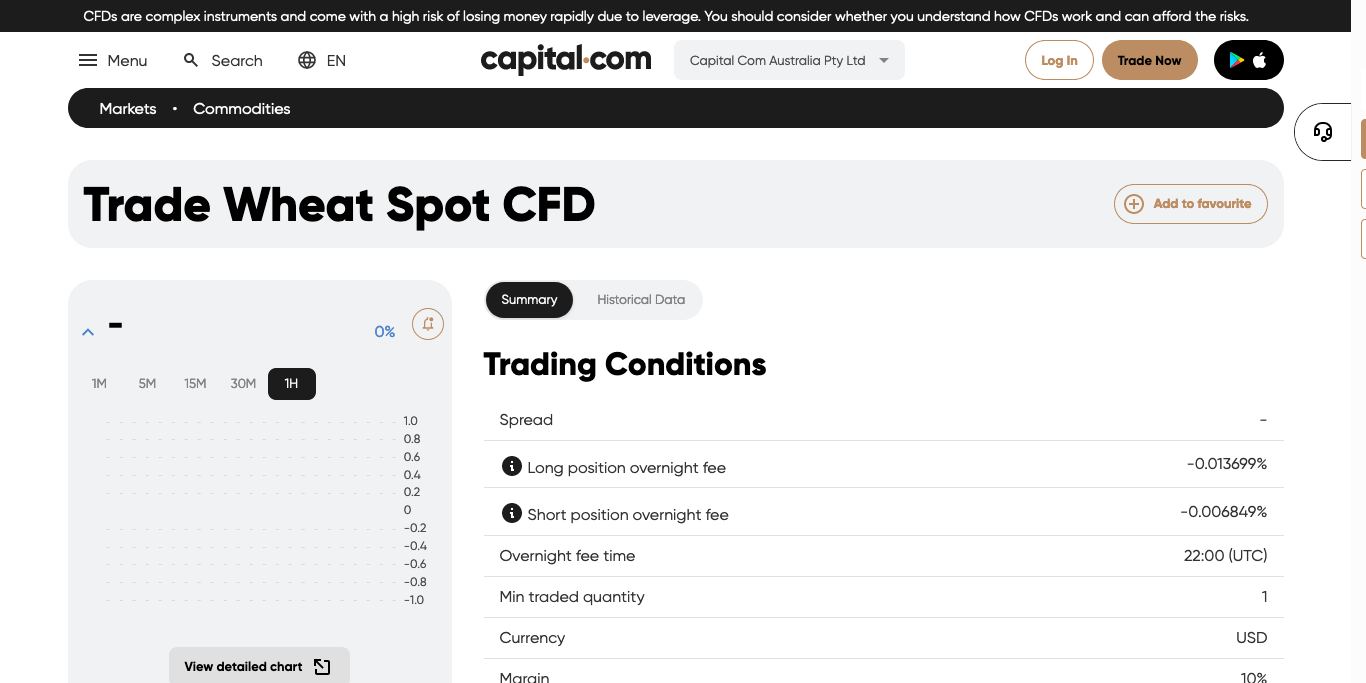 CFDs are complex instruments and come with a high risk of losing money rapidly due to leverage. You should consider whether you understand how CFDs work and can afford the risks.
Menu Search EN capital.com Capital Com Australia Pty Ltd Log In Trade Now
Markets • Commodities
Trade Wheat Spot CFD
Add to favourite
-
0%
1M 5M 15M 30M 1H
1.0
0.8
0.6
0.4
0.2
0
-0.2
-0.4
-0.6
-0.8
-1.0
View detailed chart
Summary Historical Data
Trading Conditions
Spread -
Long position overnight fee -0.013699%
Short position overnight fee -0.006849%
Overnight fee time 22:00 (UTC)
Min traded quantity 1
Currency USD
Margin 10%